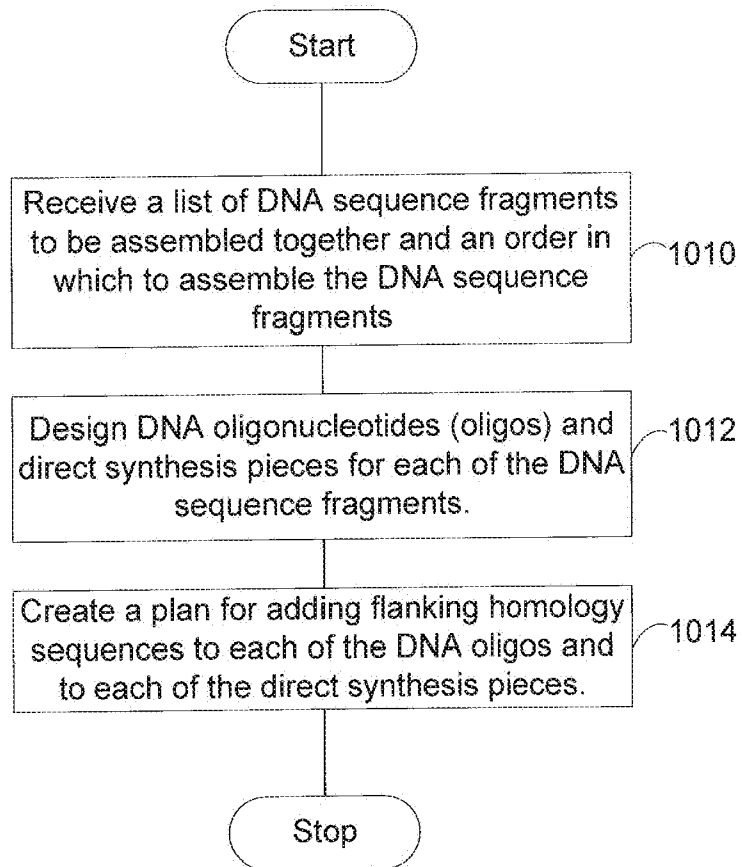 Start
Receive a list of DNA sequence fragments
to be assembled together and an order in
which to assemble the DNA sequence
fragments
1010
Design DNA oligonucleotides (oligos) and
direct synthesis pieces for each of the DNA
sequence fragments.
1012
Create a plan for adding flanking homology
sequences to each of the DNA oligos and
to each of the direct synthesis pieces.
1014
Stop